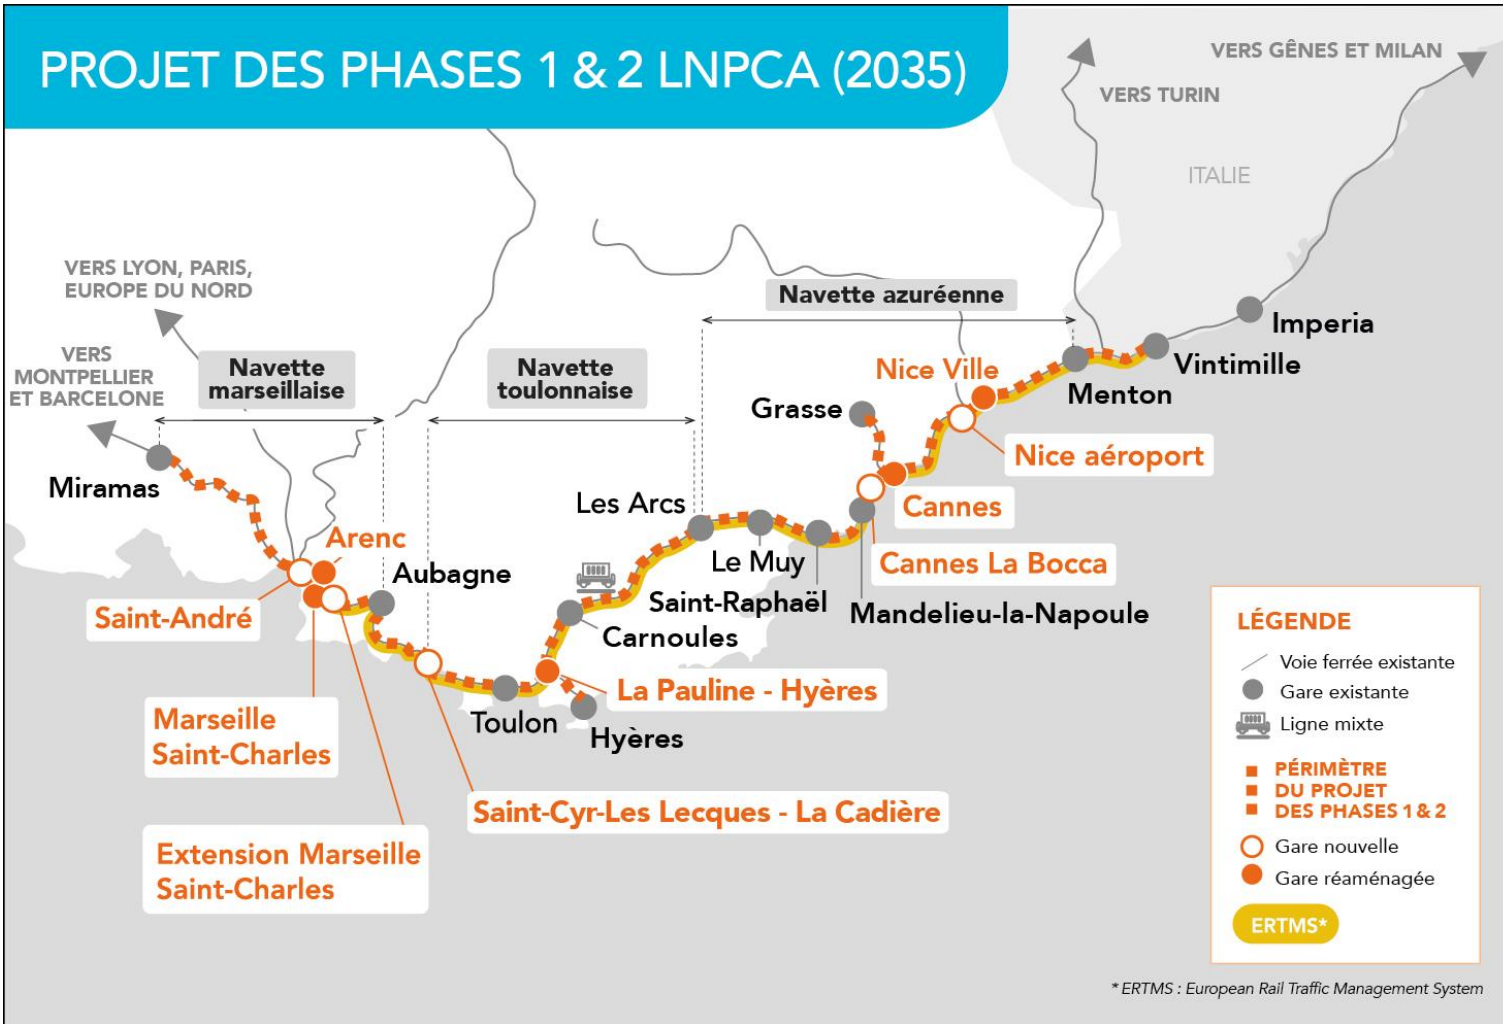 PROJET DES PHASES 1 & 2 LNPCA (2035)
VERS GÊNES ET MILAN
VERS TURIN
ITALIE
VERS LYON, PARIS,
EUROPE DU NORD
VERS
MONTPELLIER
ET BARCELONE
Navette
marseillaise
Navette
toulonnaise
Navette azuréenne
Imperia
Vintimille
Menton
Nice Ville
Nice aéroport
Grasse
Cannes
Cannes La Bocca
Mandelieu-la-Napoule
Saint-Raphaël
Le Muy
Les Arcs
Carnoules
La Pauline - Hyères
Hyères
Toulon
Saint-Cyr-Les Lecques - La Cadière
Aubagne
Arenc
Miramas
Saint-André
Marseille
Saint-Charles
Extension Marseille
Saint-Charles
LÉGENDE
Voie ferrée existante
Gare existante
Ligne mixte
PÉRIMÈTRE
DU PROJET
DES PHASES 1 & 2
Gare nouvelle
Gare réaménagée
ERTMS*
* ERTMS : European Rail Traffic Management System